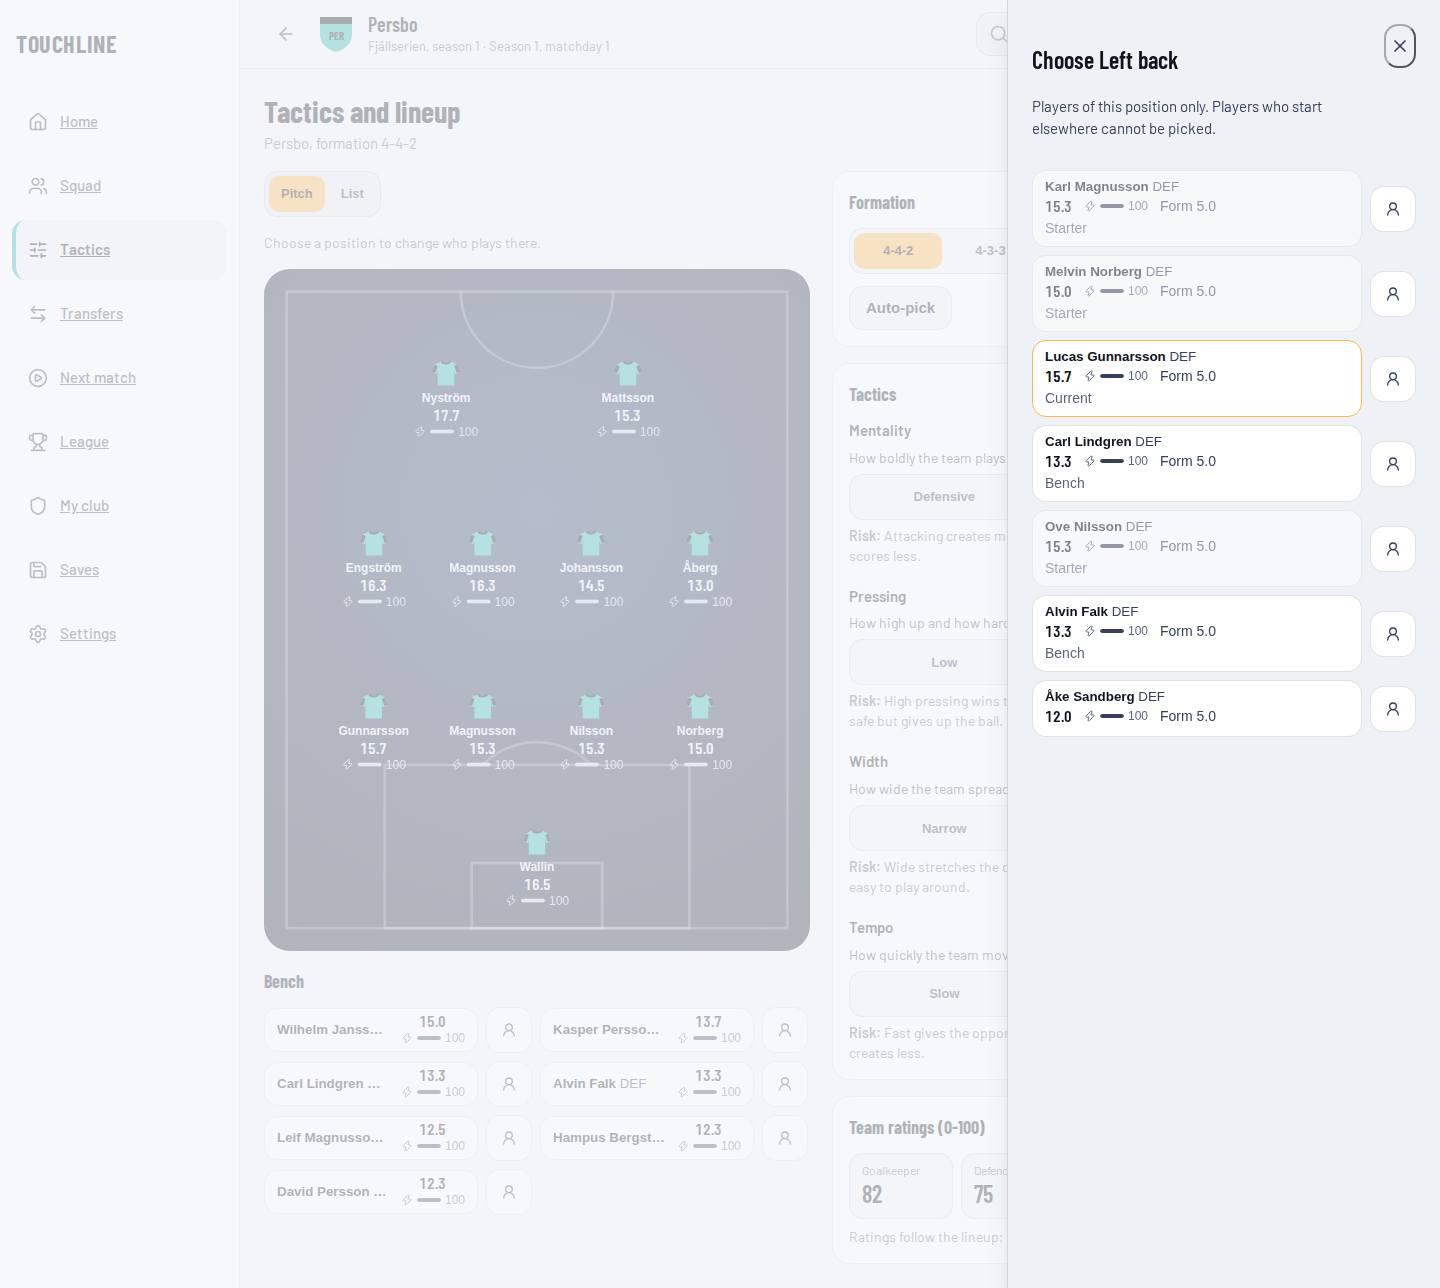 TOUCHLINE
Home
Squad
Tactics
Transfers
Next match
League
My club
Saves
Settings
PER
Persbo
Fjällserien, season 1 · Season 1, matchday 1
Tactics and lineup
Persbo, formation 4-4-2
Pitch List
Choose a position to change who plays there.
Nyström
17.7
100
Mattsson
15.3
100
Engström
16.3
100
Magnusson
16.3
100
Johansson
14.5
100
Åberg
13.0
100
Gunnarsson
15.7
100
Magnusson
15.3
100
Nilsson
15.3
100
Norberg
15.0
100
Wallin
16.5
100
Bench
Wilhelm Janss...
15.0
100
Kasper Persso...
13.7
100
Carl Lindgren ...
13.3
100
Alvin Falk DEF
13.3
100
Leif Magnusso...
12.5
100
Hampus Bergst...
12.3
100
David Persson ...
12.3
100
Formation
4-4-2 4-3-3
Auto-pick
Tactics
Mentality
How boldly the team plays
Defensive
Risk: Attacking creates m
scores less.
Pressing
How high up and how hard
Low
Risk: High pressing wins t
safe but gives up the ball.
Width
How wide the team spread
Narrow
Risk: Wide stretches the o
easy to play around.
Tempo
How quickly the team mov
Slow
Risk: Fast gives the oppor
creates less.
Team ratings (0-100)
Goalkeeper
82
Defenc
75
Ratings follow the lineup;
Choose Left back
Players of this position only. Players who start
elsewhere cannot be picked.
Karl Magnusson DEF
15.3 100 Form 5.0
Starter
Melvin Norberg DEF
15.0 100 Form 5.0
Starter
Lucas Gunnarsson DEF
15.7 100 Form 5.0
Current
Carl Lindgren DEF
13.3 100 Form 5.0
Bench
Ove Nilsson DEF
15.3 100 Form 5.0
Starter
Alvin Falk DEF
13.3 100 Form 5.0
Bench
Åke Sandberg DEF
12.0 100 Form 5.0